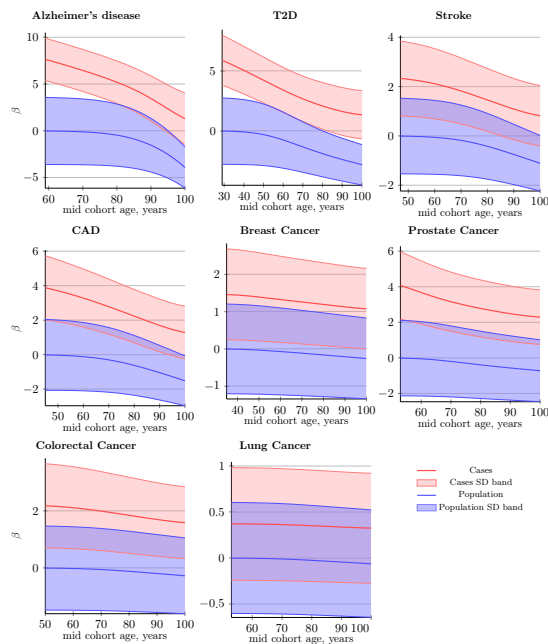 Alzheimer's disease T2D Stroke
10
5
0
−5
β
60 70 80 90 100
mid cohort age, years
5
0
30 40 50 60 70 80 90 100
mid cohort age, years
4
2
0
−2
50 60 70 80 90 100
mid cohort age, years
CAD Breast Cancer Prostate Cancer
6
4
2
0
−2
β
50 60 70 80 90 100
mid cohort age, years
2
1
0
−1
40 50 60 70 80 90 100
mid cohort age, years
6
4
2
0
−2
60 70 80 90 100
mid cohort age, years
Colorectal Cancer Lung Cancer
2
0
β
50 60 70 80 90 100
mid cohort age, years
1
0.5
0
−0.5
60 70 80 90 100
mid cohort age, years
Cases
Cases SD band
Population
Population SD band